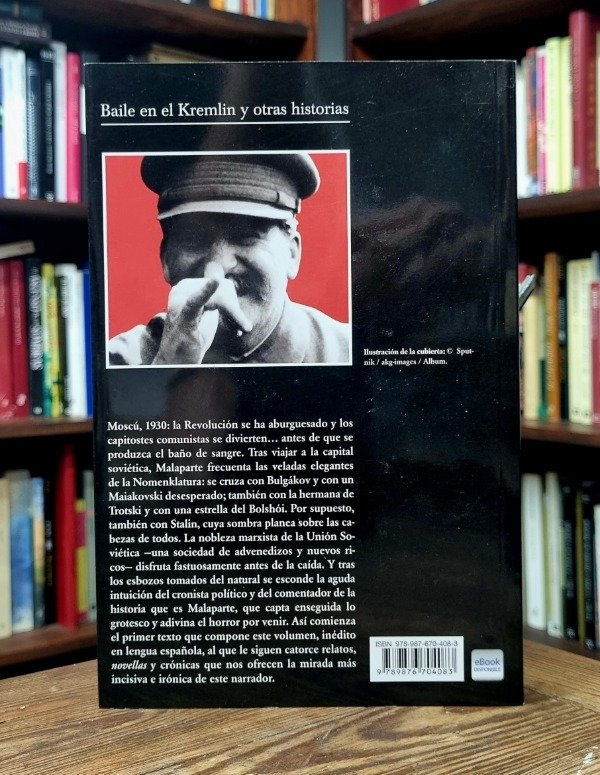 Baile en el Kremlin y otras historias
Ilustración de la cubierta: © Sput-
nik / akg-images / Album.
Moscú, 1930: la Revolución se ha aburguesado y los
capitostes comunistas se divierten… antes de que se
produzca el baño de sangre. Tras viajar a la capital
soviética, Malaparte frecuenta las veladas elegantes
de la Nomenklatura: se cruza con Bulgákov y con un
Maiakovski desesperado; también con la hermana de
Trotski y con una estrella del Bolshói. Por supuesto,
también con Stalin, cuya sombra planea sobre las ca-
bezas de todos. La nobleza marxista de la Unión So-
viética —una sociedad de advenedizos y nuevos ri-
cos— disfruta fastuosamente antes de la caída. Y tras
los esbozos tomados del natural se esconde la aguda
intuición del cronista político y del comentador de la
historia que es Malaparte, que capta enseguida lo
grotesco y adivina el horror por venir. Así comienza
el primer texto que compone este volumen, inédito
en lengua española, al que le siguen catorce relatos,
novellas y crónicas que nos ofrecen la mirada más
incisiva e irónica de este narrador.
ISBN 978-987-670-408-3
9 789876 704083
eBook
DISPONIBLE